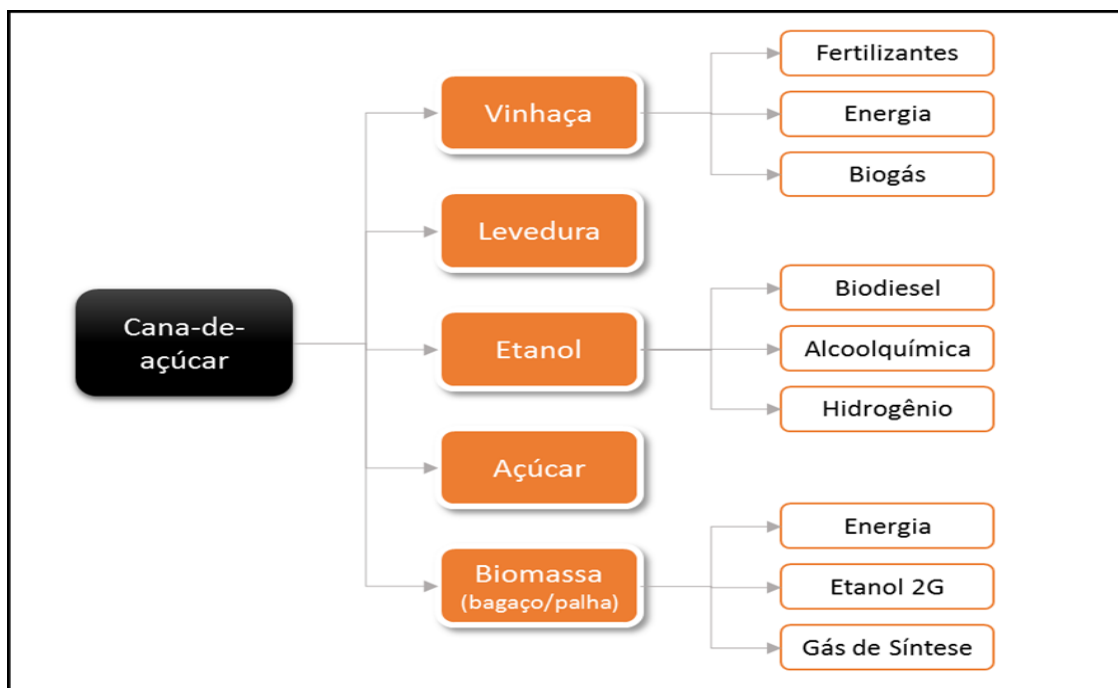 Cana-de-
açúcar
Vinhaça
Fertilizantes
Energia
Biogás
Levedura
Etanol
Biodiesel
Alcoolquímica
Hidrogênio
Açúcar
Biomassa
(bagaço/palha)
Energia
Etanol 2G
Gás de Síntese